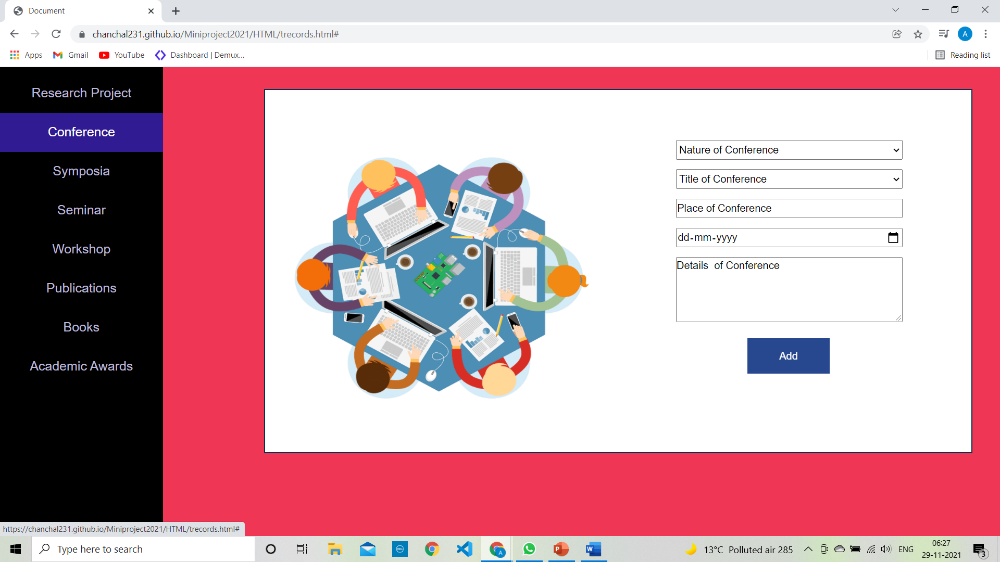 Document
chanchal231.github.io/Miniproject2021/HTML/trecords.html#
A
Apps
Gmail
YouTube
Dashboard | Demux...
Reading list
Research Project
Conference
Symposia
Seminar
Workshop
Publications
Books
Academic Awards
Nature of Conference
Title of Conference
Place of Conference
dd-mm-yyyy
Details  of Conference
Add
https://chanchal231.github.io/Miniproject2021/HTML/trecords.html#
Type here to search
DELL
A
P
W
13°C Polluted air 285
ENG
06:27
29-11-2021
3